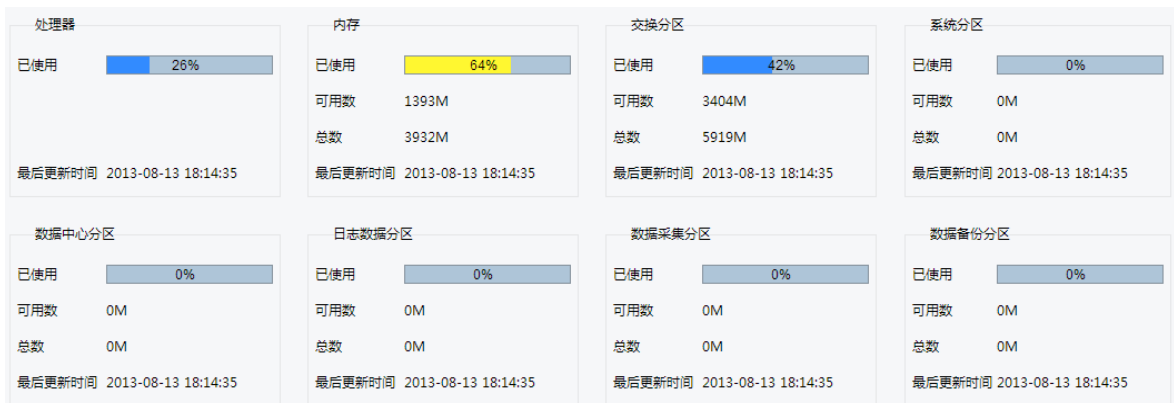 处理器 内存 交换分区 系统分区
已使用 26% 已使用 64% 已使用 42% 已使用 0%
可用数 1393M 可用数 3404M 可用数 0M
总数 3932M 总数 5919M 总数 0M
最后更新时间 2013-08-13 18:14:35 最后更新时间 2013-08-13 18:14:35 最后更新时间 2013-08-13 18:14:35 最后更新时间 2013-08-13 18:14:35
数据中心分区 日志数据分区 数据采集分区 数据备份分区
已使用 0% 已使用 0% 已使用 0% 已使用 0%
可用数 0M 可用数 0M 可用数 0M 可用数 0M
总数 0M 总数 0M 总数 0M 总数 0M
最后更新时间 2013-08-13 18:14:35 最后更新时间 2013-08-13 18:14:35 最后更新时间 2013-08-13 18:14:35 最后更新时间 2013-08-13 18:14:35